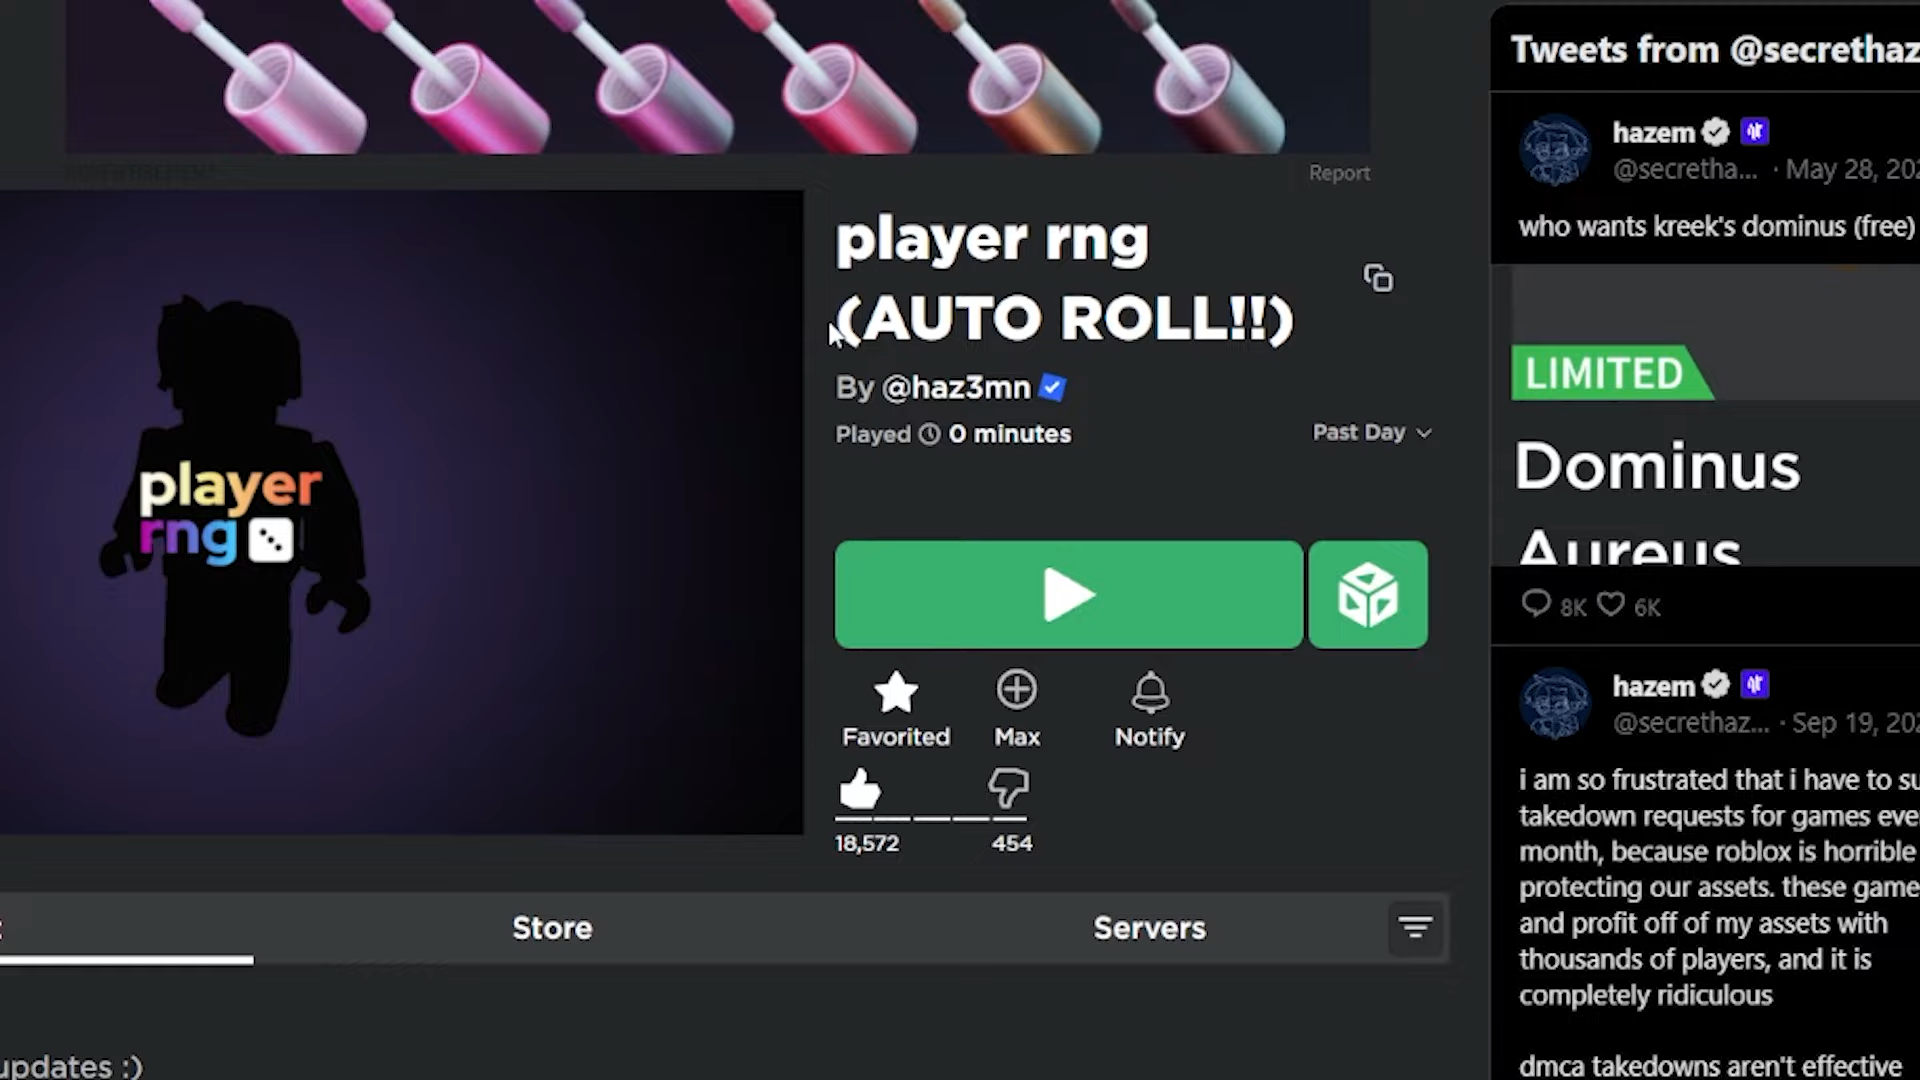 Report
player rng
(AUTO ROLL!!)
By @haz3mn
Played 0 minutes
Past Day
player
rng
Favorited
Max
Notify
18,572
454
Store
Servers
updates :)
Tweets from @secrethaz
hazem
@secretha... · May 28, 202
who wants kreek's dominus (free)
LIMITED
Dominus
Aureus
8K 6K
hazem
@secrethaz... · Sep 19, 202
i am so frustrated that i have to su
takedown requests for games eve
month, because roblox is horrible
protecting our assets. these game
and profit off of my assets with
thousands of players, and it is
completely ridiculous
dmca takedowns aren't effective